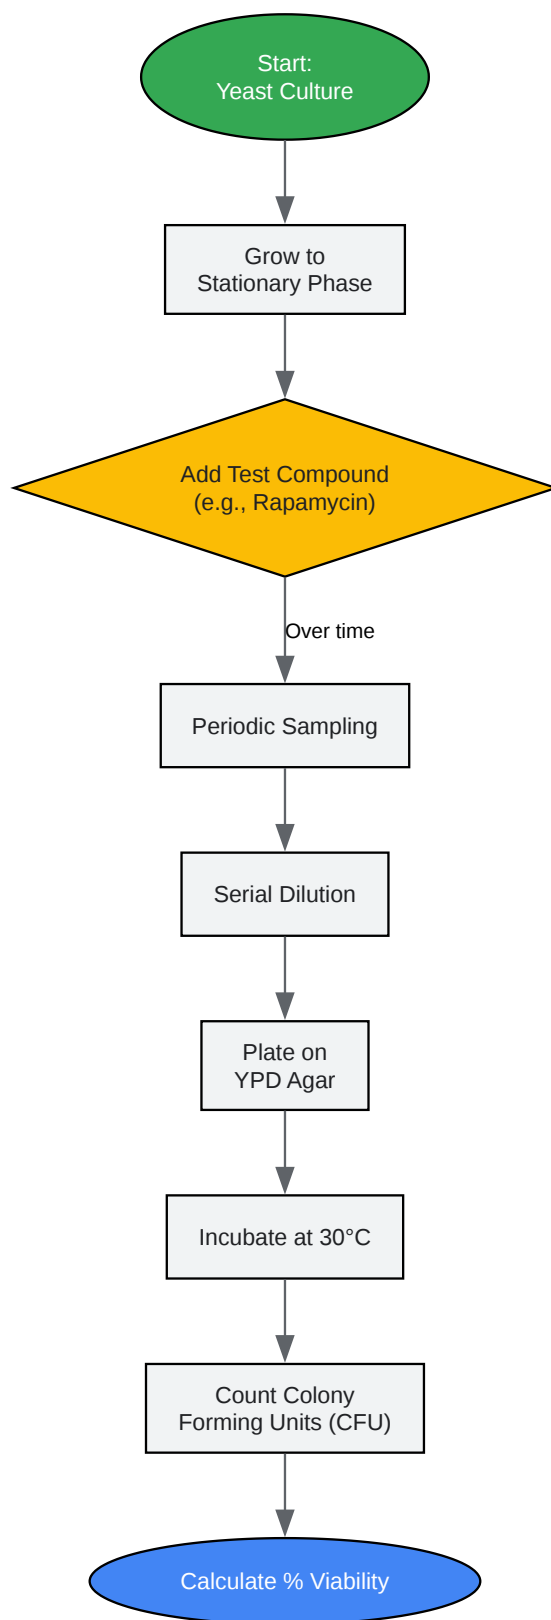 Start:
Yeast Culture
Grow to
Stationary Phase
Add Test Compound
(e.g., Rapamycin)
Over time
Periodic Sampling
Serial Dilution
Plate on
YPD Agar
Incubate at 30°C
Count Colony
Forming Units (CFU)
Calculate % Viability